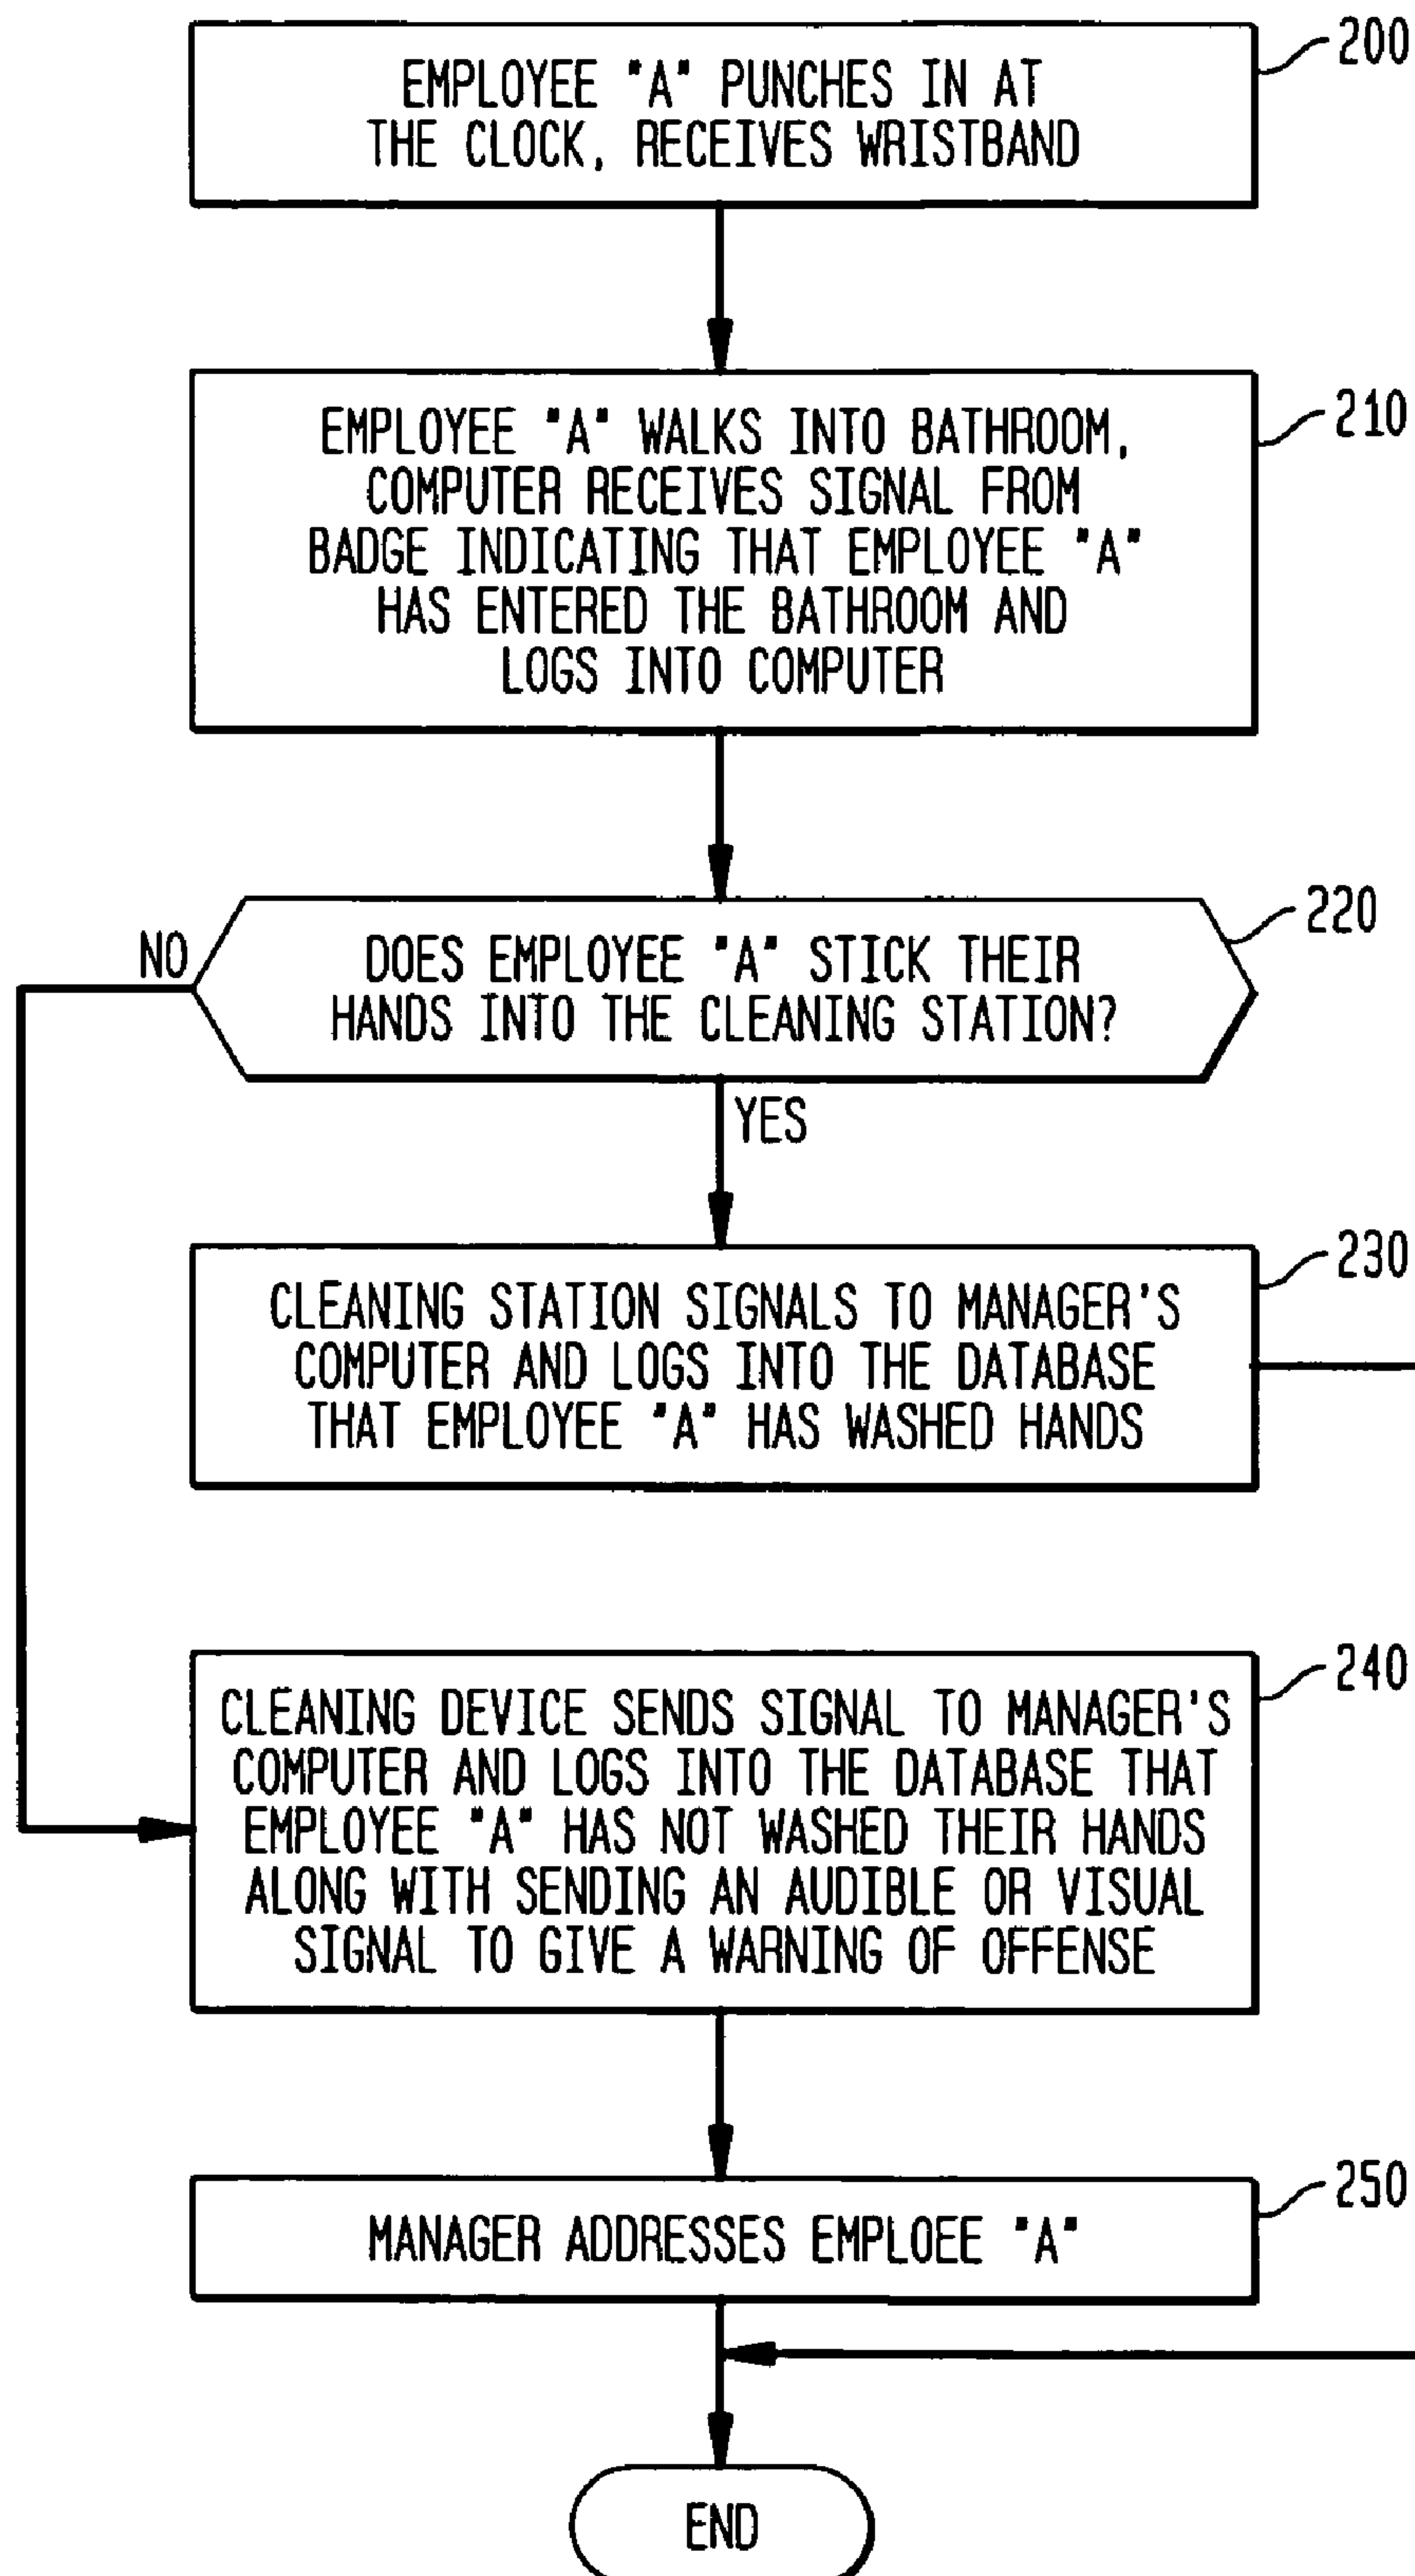 200
EMPLOYEE "A" PUNCHES IN AT
THE CLOCK, RECEIVES WRISTBAND
210
EMPLOYEE "A" WALKS INTO BATHROOM,
COMPUTER RECEIVES SIGNAL FROM
BADGE INDICATING THAT EMPLOYEE "A"
HAS ENTERED THE BATHROOM AND
LOGS INTO COMPUTER
220
NO
DOES EMPLOYEE "A" STICK THEIR
HANDS INTO THE CLEANING STATION?
YES
230
CLEANING STATION SIGNALS TO MANAGER'S
COMPUTER AND LOGS INTO THE DATABASE
THAT EMPLOYEE "A" HAS WASHED HANDS
240
CLEANING DEVICE SENDS SIGNAL TO MANAGER'S
COMPUTER AND LOGS INTO THE DATABASE THAT
EMPLOYEE "A" HAS NOT WASHED THEIR HANDS
ALONG WITH SENDING AN AUDIBLE OR VISUAL
SIGNAL TO GIVE A WARNING OF OFFENSE
250
MANAGER ADDRESSES EMPLOEE "A"
END